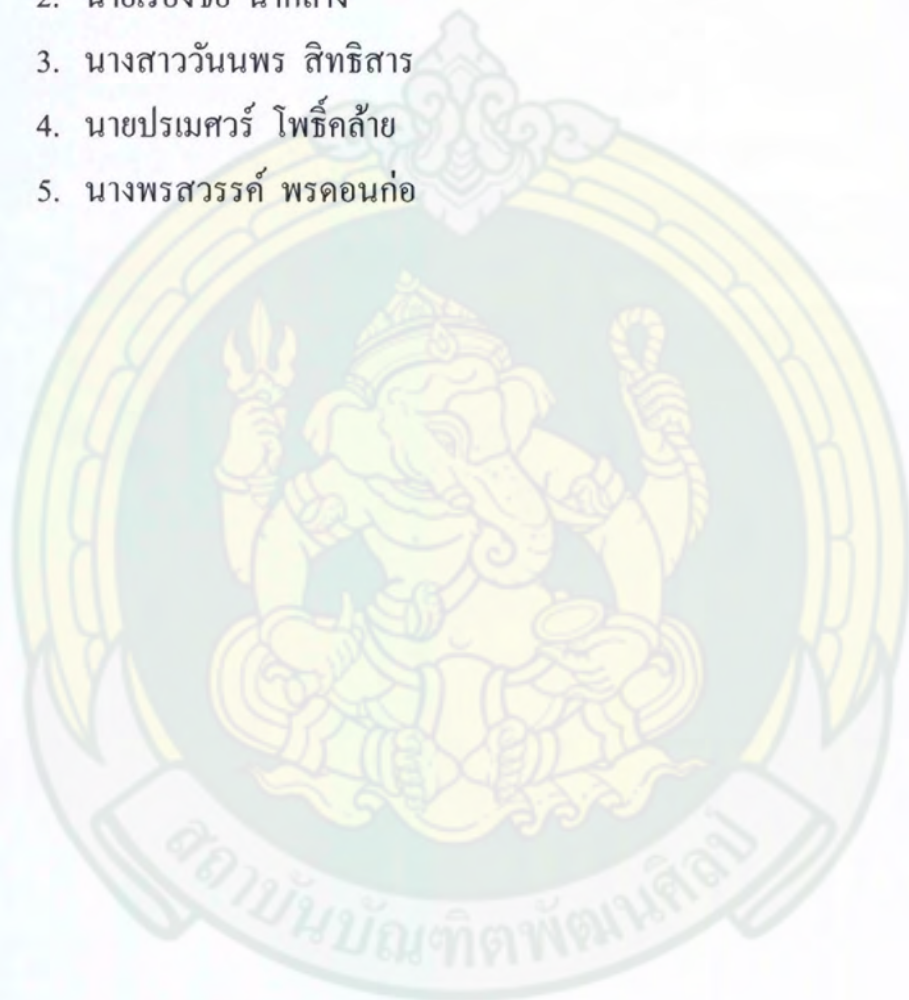 3. นางสาววันนพร สิทธิสาร
4. นายปรเมศวร์ โพธิ์คล้าย
5. นางพรสวรรค์ พรดอนก่อ
สถาบันบัณฑิตพัฒนศิลป์